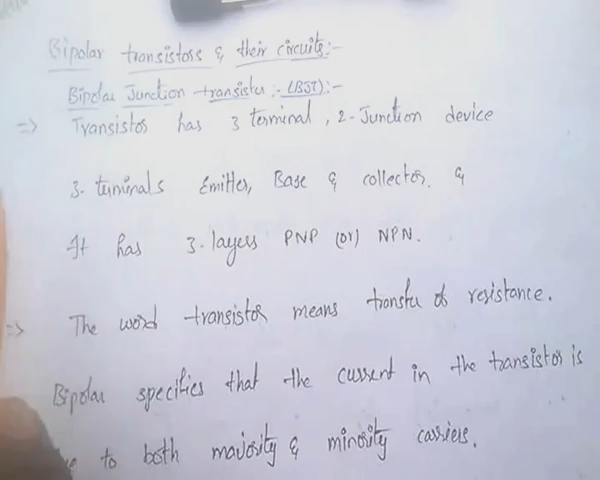 Bipolar transistors & their circuits:-
Bipolar Junction transistor:- (BJT):-
=> Transistor has 3 terminal, 2-Junction device
3-terminals Emitter, Base & collector. &
It has 3-layers PNP (or) NPN.
=> The word transistor means transfer of resistance.
Bipolar specifies that the current in the transistor is
to both majority & minority carriers.